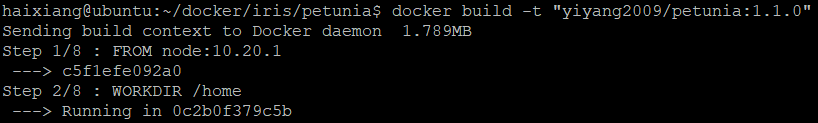 haixiang@ubuntu:~/docker/iris/petunia$ docker build -t "yiyang2009/petunia:1.1.0"
Sending build context to Docker daemon  1.789MB
Step 1/8 : FROM node:10.20.1
 ---> c5f1efe092a0
Step 2/8 : WORKDIR /home
 ---> Running in 0c2b0f379c5b